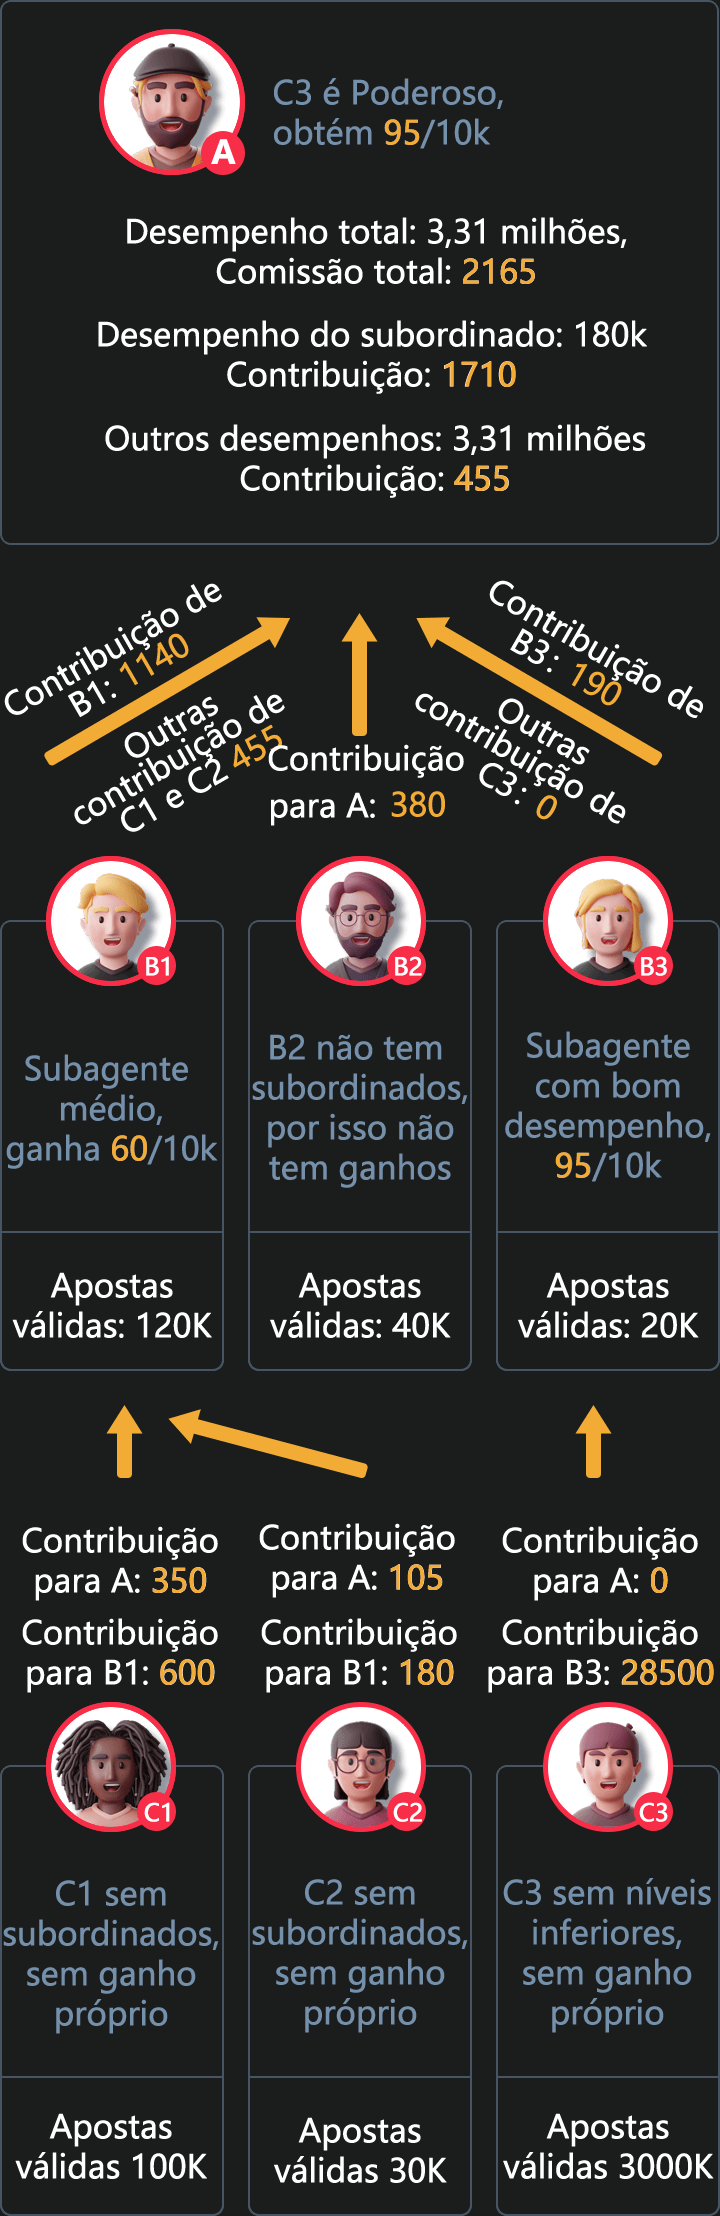 A
C3 é Poderoso,
obtém 95/10k
Desempenho total: 3,31 milhões,
Comissão total: 2165
Desempenho do subordinado: 180k
Contribuição: 1710
Outros desempenhos: 3,31 milhões
Contribuição: 455
Contribuição de
B1: 1140
Outras
contribuição de
C1 e C2 455
Contribuição
para A: 380
Contribuição de
B3: 190
Outras
contribuição de
C3: 0
B1
B2
B3
Subagente
médio,
ganha 60/10k
B2 não tem
subordinados,
por isso não
tem ganhos
Subagente
com bom
desempenho,
95/10k
Apostas
válidas: 120K
Apostas
válidas: 40K
Apostas
válidas: 20K
Contribuição
para A: 350
Contribuição
para B1: 600
Contribuição
para A: 105
Contribuição
para B1: 180
Contribuição
para A: 0
Contribuição
para B3: 28500
C1
C2
C3
C1 sem
subordinados,
sem ganho
próprio
C2 sem
subordinados,
sem ganho
próprio
C3 sem níveis
inferiores,
sem ganho
próprio
Apostas
válidas 100K
Apostas
válidas 30K
Apostas
válidas 3000K